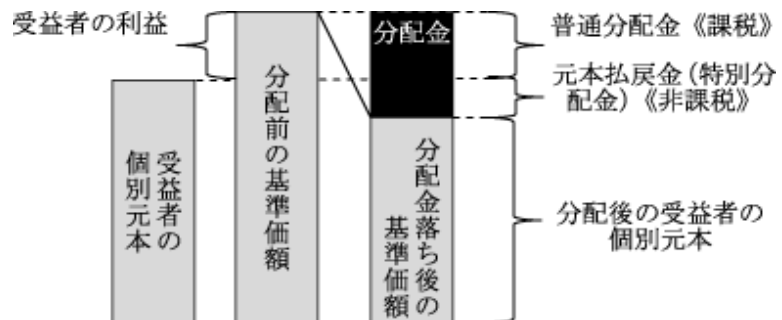 受益者の利益
分配金
普通分配金《課税》
元本払戻金(特別分
配金)《非課税》
受益者の
個別元本
分配前の基準価額
分配金落ち後の
基準価額
分配後の受益者の
個別元本